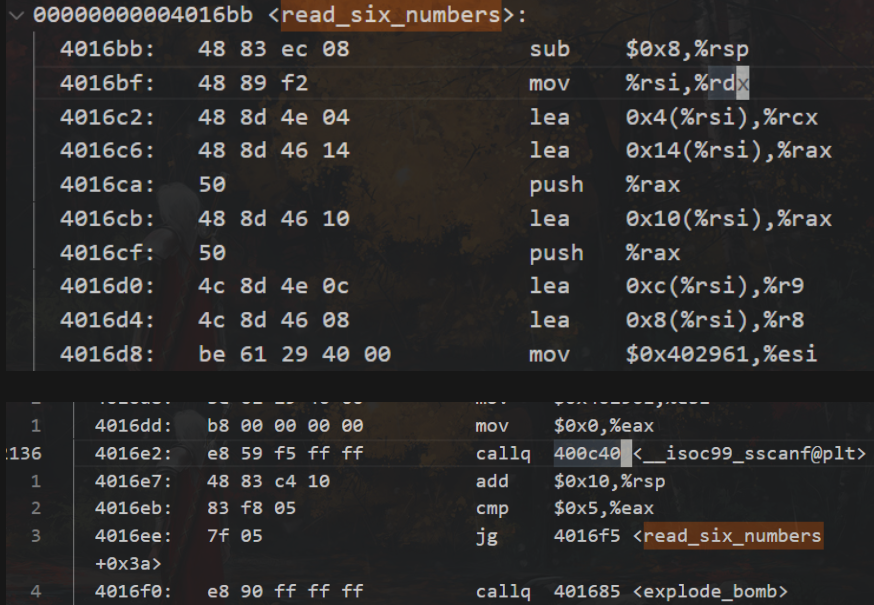 00000000004016bb <read_six_numbers>:
4016bb: 48 83 ec 08 sub $0x8,%rsp
4016bf: 48 89 f2 mov %rsi,%rdx
4016c2: 48 8d 4e 04 lea 0x4(%rsi),%rcx
4016c6: 48 8d 46 14 lea 0x14(%rsi),%rax
4016ca: 50 push %rax
4016cb: 48 8d 46 10 lea 0x10(%rsi),%rax
4016cf: 50 push %rax
4016d0: 4c 8d 4e 0c lea 0xc(%rsi),%r9
4016d4: 4c 8d 46 08 lea 0x8(%rsi),%r8
4016d8: be 61 29 40 00 mov $0x402961,%esi
1 4016dd: b8 00 00 00 00 mov $0x0,%eax
2136 4016e2: e8 59 f5 ff ff callq 400c40 <__isoc99_sscanf@plt>
1 4016e7: 48 83 c4 10 add $0x10,%rsp
2 4016eb: 83 f8 05 cmp $0x5,%eax
3 4016ee: 7f 05 jg 4016f5 <read_six_numbers
+0x3a>
4 4016f0: e8 90 ff ff ff callq 401685 <explode_bomb>